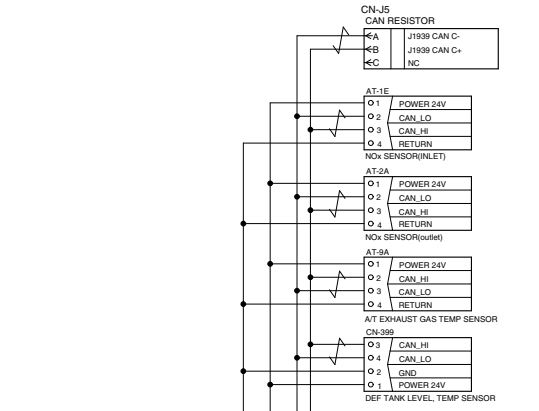 CN-J5
CAN RESISTOR
A J1939 CAN C-
B J1939 CAN C+
C NC
AT-1E
1 POWER 24V
2 CAN_LO
3 CAN_HI
4 RETURN
NOx SENSOR(INLET)
AT-2A
1 POWER 24V
2 CAN_LO
3 CAN_HI
4 RETURN
NOx SENSOR(outlet)
AT-9A
1 POWER 24V
2 CAN_HI
3 CAN_LO
4 RETURN
A/T EXHAUST GAS TEMP SENSOR
CN-399
3 CAN_HI
4 CAN_LO
2 GND
1 POWER 24V
DEF TANK LEVEL, TEMP SENSOR